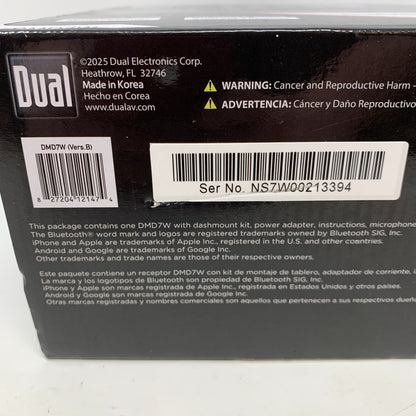 Dual
©2025 Dual Electronics Corp.
Heathrow, FL 32746
Made in Korea
Hecho en Corea
www.dualav.com
WARNING: Cancer and Reproductive Harm -
ADVERTENCIA: Cáncer y Daño Reproductivo
DMD7W (Vers.B)
8 27204 12147 4
Ser No. NS7W00213394
This package contains one DMD7W with dashmount kit, power adapter, instructions, microphone
The Bluetooth® word mark and logos are registered trademarks owned by Bluetooth SIG, Inc.
iPhone and Apple are trademarks of Apple Inc., registered in the U.S. and other countries.
Android and Google are trademarks of Google Inc.
Other trademarks and trade names are those of their respective owners.
Este paquete contiene un receptor DMD7W con kit de montaje de tablero, adaptador de corriente,
La marca y los logotipos de Bluetooth son propiedad de Bluetooth SIG, Inc.
iPhone y Apple son marcas registradas de Apple Inc., registradas en Estados Unidos y otros países.
Android y Google son marcas registradas de Google Inc.
Otras marcas registradas y nombres comerciales son aquellos que pertenecen a sus respectivos dueño